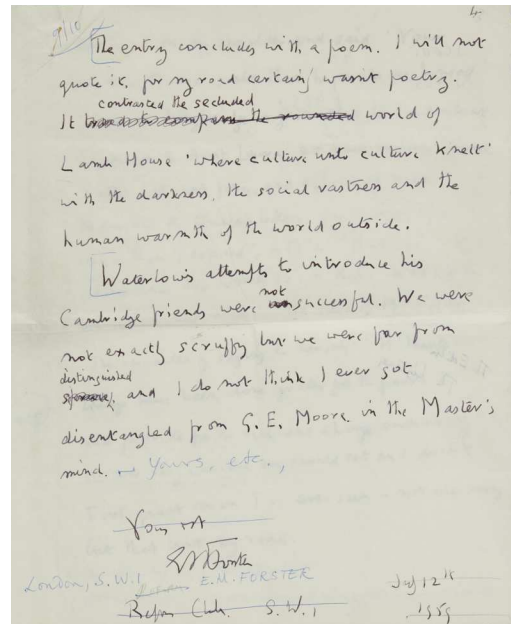 4
9/10
The entry concludes with a poem. I will not
quote it, for my road certainly wasn't poetry.
contrasted the secluded
It world of
Lamb House 'where culture unto culture knelt'
with the darkness, the social vastness and the
human warmth of the world outside.
Waterlow's attempts to introduce his
not
Cambridge friends were successful. We were
not exactly scruffy but we were far from
distinguished
and I do not think I ever got
disentangled from G. E. Moore in the Master's
mind. Yours, etc.,
EMForster
London, S.W.1 E.M. FORSTER
July 12th
Reform Club. S.W.1 1959